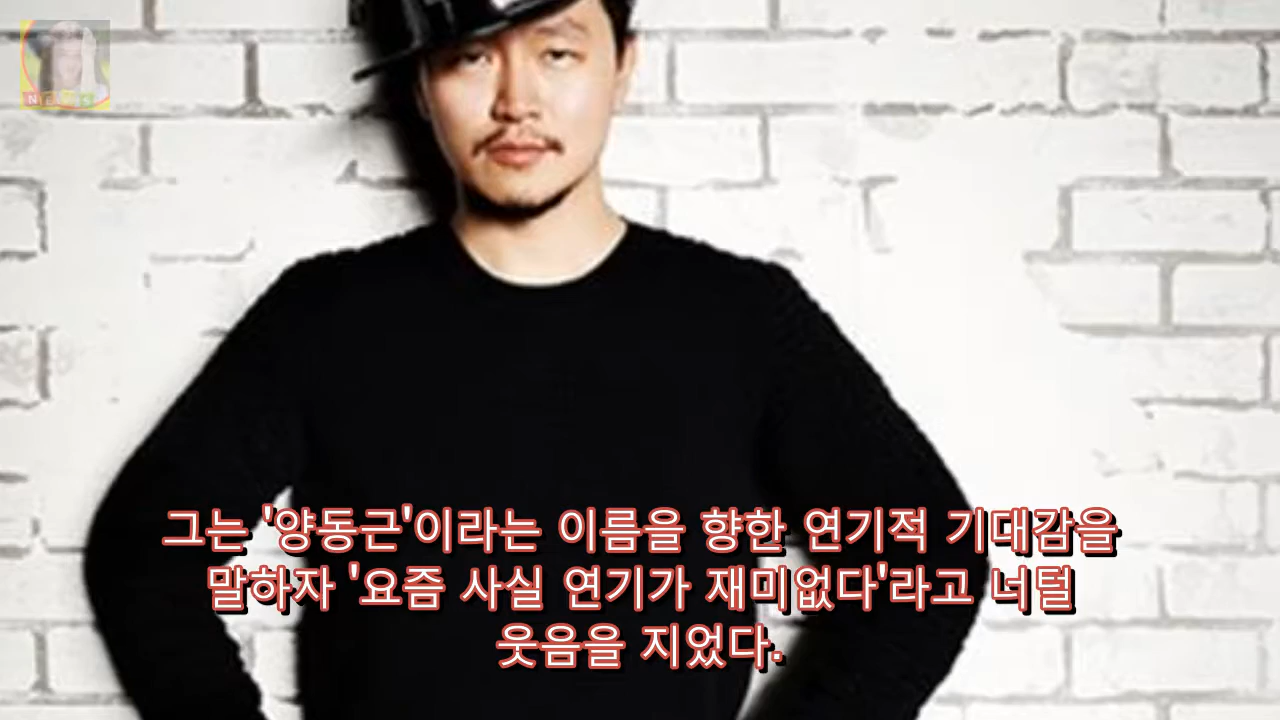 NEWS
그는 '양동근'이라는 이름을 향한 연기적 기대감을
말하자 '요즘 사실 연기가 재미없다'라고 너털
웃음을 지었다.